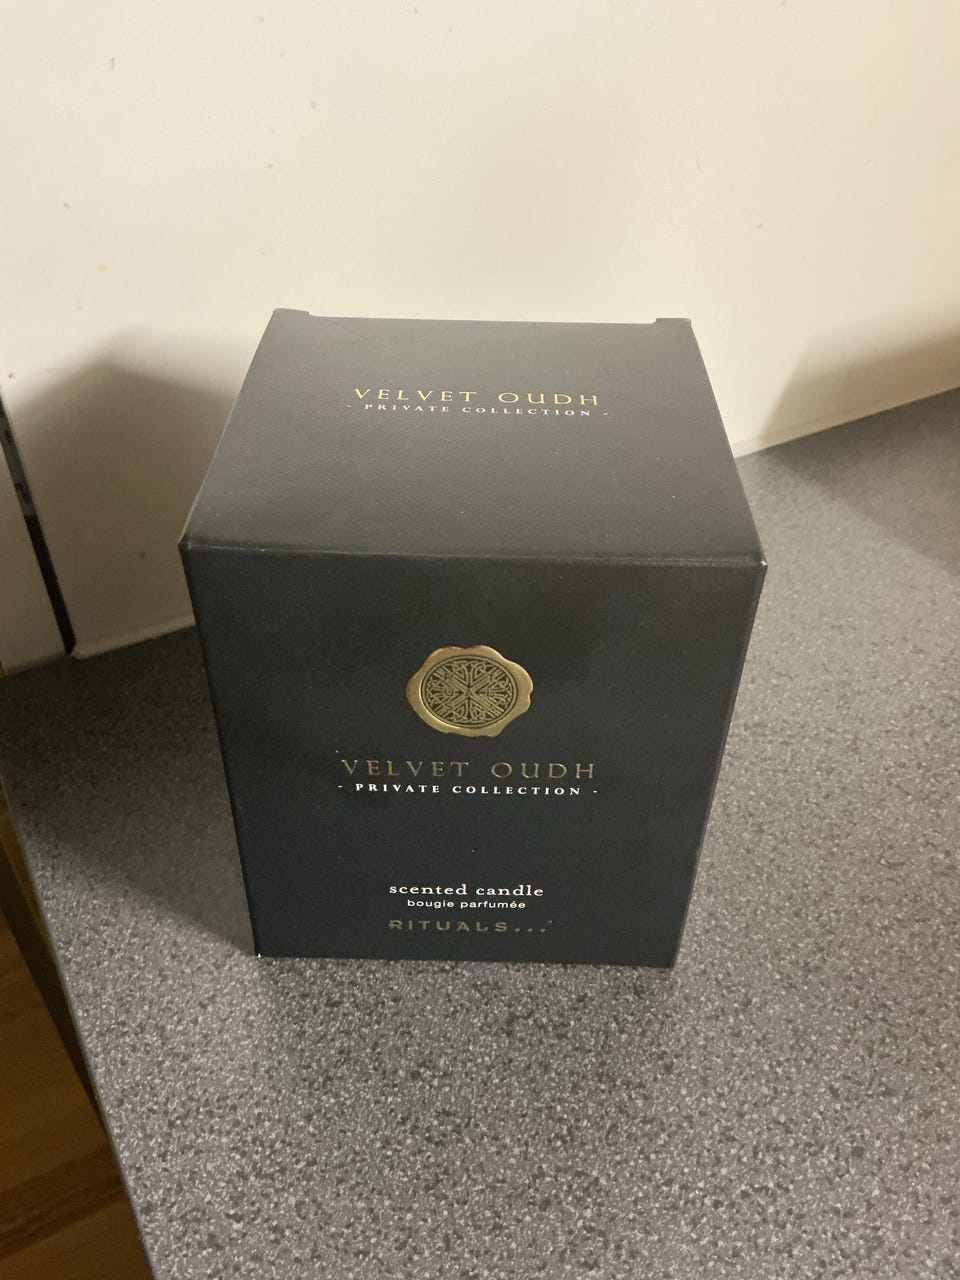 VELVET OUDH
- PRIVATE COLLECTION -
VELVET OUDH
- PRIVATE COLLECTION -
scented candle
bougie parfumée
RITUALS...